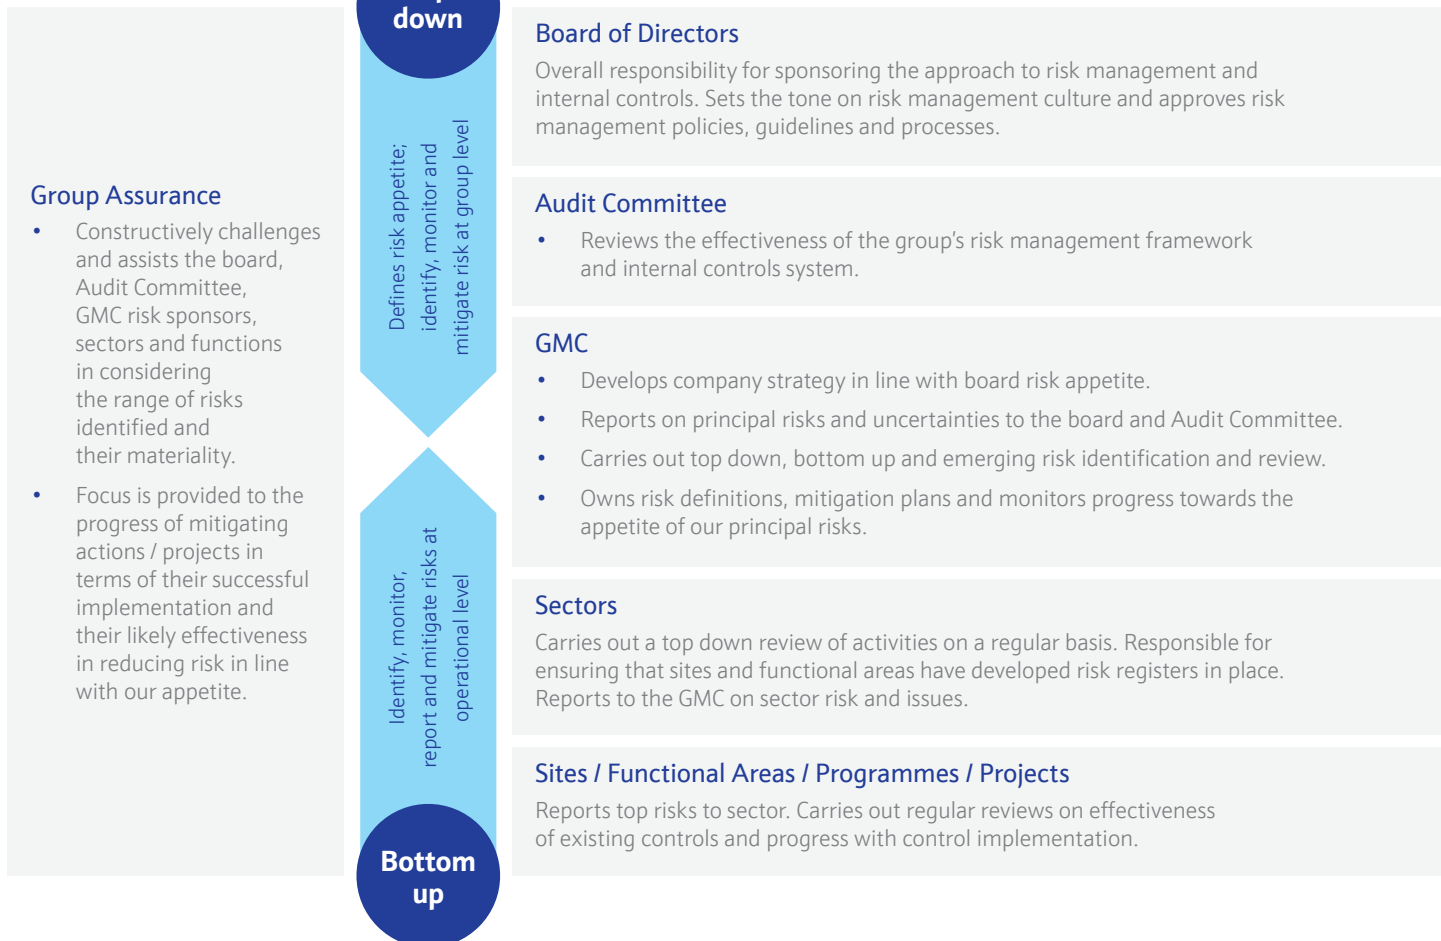 Group Assurance
• Constructively challenges
and assists the board,
Audit Committee,
GMC risk sponsors,
sectors and functions
in considering
the range of risks
identified and
their materiality.
• Focus is provided to the
progress of mitigating
actions / projects in
terms of their successful
implementation and
their likely effectiveness
in reducing risk in line
with our appetite.
down
Defines risk appetite;
identify, monitor and
mitigate risk at group level
Identify, monitor,
report and mitigate risks at
operational level
Bottom
up
Board of Directors
Overall responsibility for sponsoring the approach to risk management and
internal controls. Sets the tone on risk management culture and approves risk
management policies, guidelines and processes.
Audit Committee
• Reviews the effectiveness of the group’s risk management framework
and internal controls system.
GMC
• Develops company strategy in line with board risk appetite.
• Reports on principal risks and uncertainties to the board and Audit Committee.
• Carries out top down, bottom up and emerging risk identification and review.
• Owns risk definitions, mitigation plans and monitors progress towards the
appetite of our principal risks.
Sectors
Carries out a top down review of activities on a regular basis. Responsible for
ensuring that sites and functional areas have developed risk registers in place.
Reports to the GMC on sector risk and issues.
Sites / Functional Areas / Programmes / Projects
Reports top risks to sector. Carries out regular reviews on effectiveness
of existing controls and progress with control implementation.